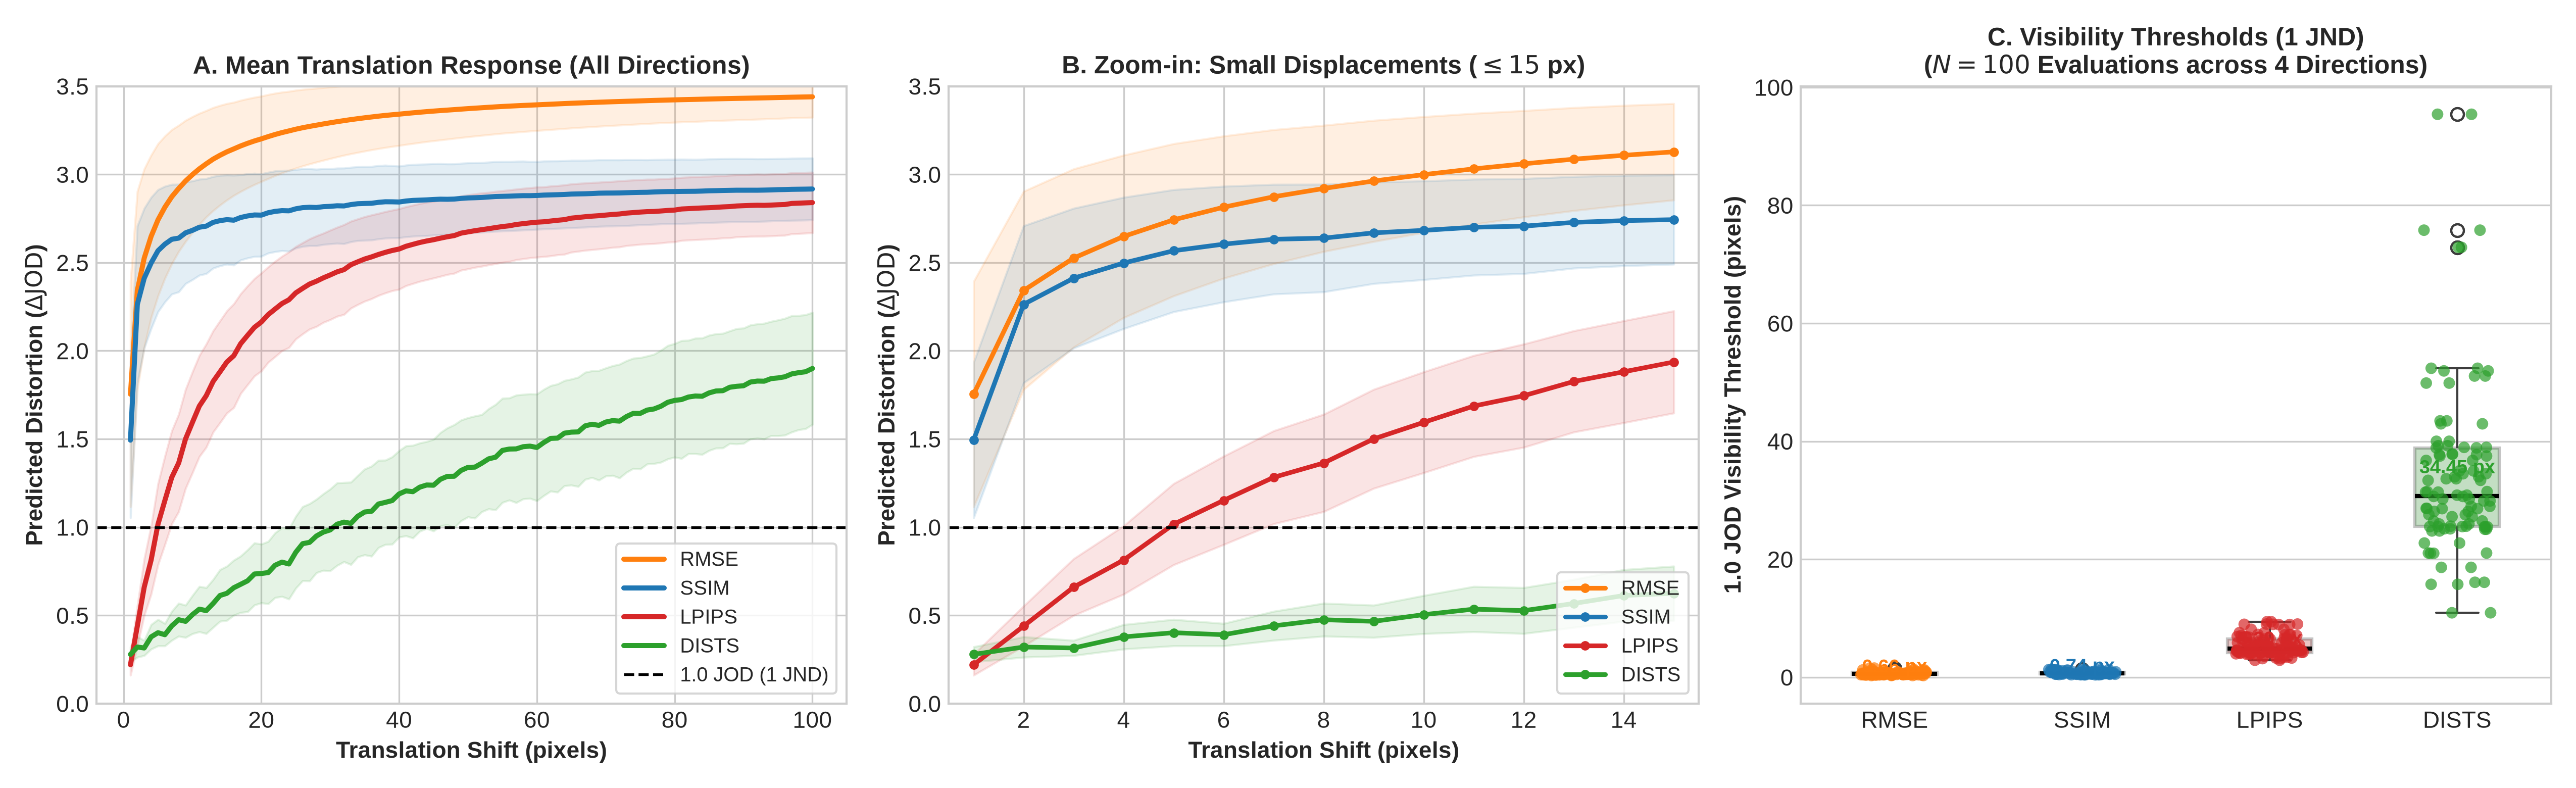 A. Mean Translation Response (All Directions)
3.5
3.0
2.5
2.0
1.5
1.0
0.5
0.0
Predicted Distortion (ΔJOD)
0 20 40 60 80 100
Translation Shift (pixels)
RMSE
SSIM
LPIPS
DISTS
1.0 JOD (1 JND)
B. Zoom-in: Small Displacements ( ≤ 15 px)
3.5
3.0
2.5
2.0
1.5
1.0
0.5
0.0
Predicted Distortion (ΔJOD)
2 4 6 8 10 12 14
Translation Shift (pixels)
RMSE
SSIM
LPIPS
DISTS
C. Visibility Thresholds (1 JND)
(N = 100 Evaluations across 4 Directions)
100
80
60
40
20
0
1.0 JOD Visibility Threshold (pixels)
34.45 px
px
0.74 px
RMSE SSIM LPIPS DISTS